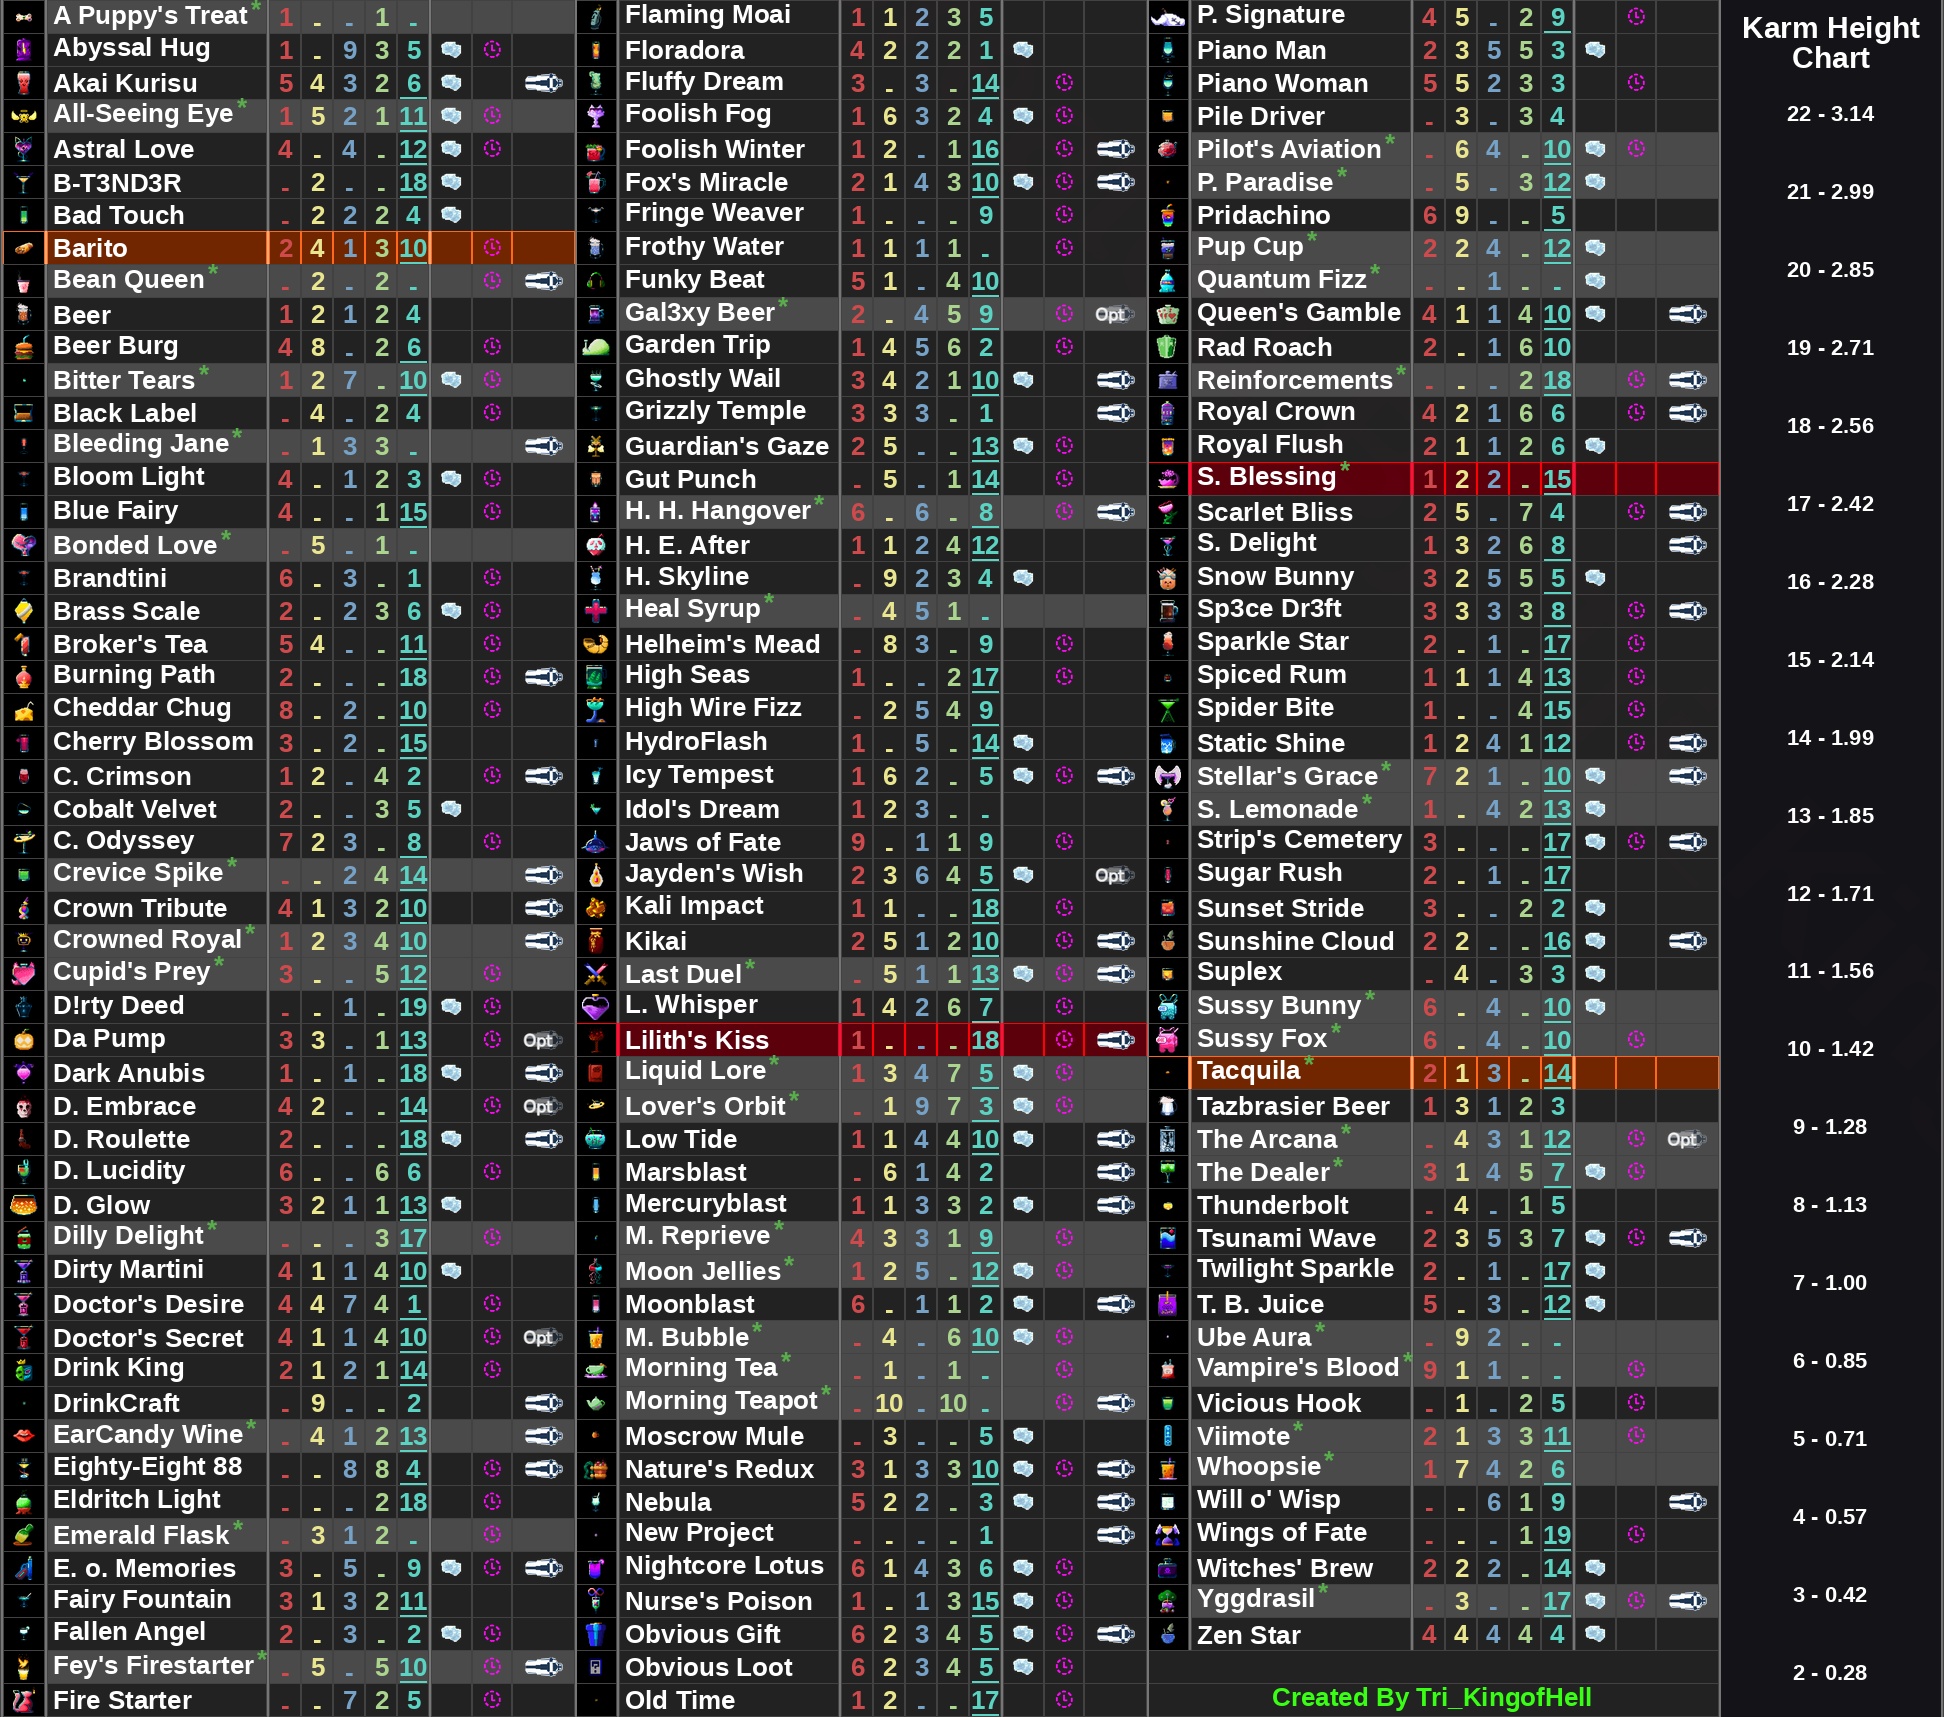 A Puppy's Treat* 1 - - 1 -
Abyssal Hug 1 - 9 3 5
Akai Kurisu 5 4 3 2 6
All-Seeing Eye* 1 5 2 1 11
Astral Love 4 - 4 - 12
B-T3ND3R - 2 - - 18
Bad Touch - 2 2 2 4
Barito 2 4 1 3 10
Bean Queen* - 2 - 2 -
Beer 1 2 1 2 4
Beer Burg 4 8 - 2 6
Bitter Tears* 1 2 7 - 10
Black Label - 4 - 2 4
Bleeding Jane* - 1 3 3 -
Bloom Light 4 - 1 2 3
Blue Fairy 4 - - 1 15
Bonded Love* - 5 - 1 -
Brandtini 6 - 3 - 1
Brass Scale 2 - 2 3 6
Broker's Tea 5 4 - - 11
Burning Path 2 - - - 18
Cheddar Chug 8 - 2 - 10
Cherry Blossom 3 - 2 - 15
C. Crimson 1 2 - 4 2
Cobalt Velvet 2 - - 3 5
C. Odyssey 7 2 3 - 8
Crevice Spike* - - 2 4 14
Crown Tribute 4 1 3 2 10
Crowned Royal* 1 2 3 4 10
Cupid's Prey* 3 - - 5 12
D!rty Deed - - 1 - 19
Da Pump 3 3 - 1 13 Opt
Dark Anubis 1 - 1 - 18
D. Embrace 4 2 - - 14 Opt
D. Roulette 2 - - - 18
D. Lucidity 6 - - 6 6
D. Glow 3 2 1 1 13
Dilly Delight* - - - 3 17
Dirty Martini 4 1 1 4 10
Doctor's Desire 4 4 7 4 1
Doctor's Secret 4 1 1 4 10 Opt
Drink King 2 1 2 1 14
DrinkCraft - 9 - - 2
EarCandy Wine* - 4 1 2 13
Eighty-Eight 88 - - 8 8 4
Eldritch Light - - - 2 18
Emerald Flask* - 3 1 2 -
E. o. Memories 3 - 5 - 9
Fairy Fountain 3 1 3 2 11
Fallen Angel 2 - 3 - 2
Fey's Firestarter* - 5 - 5 10
Fire Starter - - 7 2 5
Flaming Moai 1 1 2 3 5
Floradora 4 2 2 2 1
Fluffy Dream 3 - 3 - 14
Foolish Fog 1 6 3 2 4
Foolish Winter 1 2 - 1 16
Fox's Miracle 2 1 4 3 10
Fringe Weaver 1 - - - 9
Frothy Water 1 1 1 1 -
Funky Beat 5 1 - 4 10
Gal3xy Beer* 2 - 4 5 9 Opt
Garden Trip 1 4 5 6 2
Ghostly Wail 3 4 2 1 10
Grizzly Temple 3 3 3 - 1
Guardian's Gaze 2 5 - - 13
Gut Punch - 5 - 1 14
H. H. Hangover* 6 - 6 - 8
H. E. After 1 1 2 4 12
H. Skyline - 9 2 3 4
Heal Syrup* - 4 5 1 -
Helheim's Mead - 8 3 - 9
High Seas 1 - - 2 17
High Wire Fizz - 2 5 4 9
HydroFlash 1 - 5 - 14
Icy Tempest 1 6 2 - 5
Idol's Dream 1 2 3 - -
Jaws of Fate 9 - 1 1 9
Jayden's Wish 2 3 6 4 5 Opt
Kali Impact 1 1 - - 18
Kikai 2 5 1 2 10
Last Duel* - 5 1 1 13
L. Whisper 1 4 2 6 7
Lilith's Kiss 1 - - - 18
Liquid Lore* 1 3 4 7 5
Lover's Orbit* - 1 9 7 3
Low Tide 1 1 4 4 10
Marsblast - 6 1 4 2
Mercuryblast 1 1 3 3 2
M. Reprieve* 4 3 3 1 9
Moon Jellies* 1 2 5 - 12
Moonblast 6 - 1 1 2
M. Bubble* - 4 - 6 10
Morning Tea* - 1 - 1 -
Morning Teapot* - 10 - 10 -
Moscrow Mule - 3 - - 5
Nature's Redux 3 1 3 3 10
Nebula 5 2 2 - 3
New Project - - - - 1
Nightcore Lotus 6 1 4 3 6
Nurse's Poison 1 - 1 3 15
Obvious Gift 6 2 3 4 5
Obvious Loot 6 2 3 4 5
Old Time 1 2 - - 17
P. Signature 4 5 - 2 9
Piano Man 2 3 5 5 3
Piano Woman 5 5 2 3 3
Pile Driver - 3 - 3 4
Pilot's Aviation* - 6 4 - 10
P. Paradise* - 5 - 3 12
Pridachino 6 9 - - 5
Pup Cup* 2 2 4 - 12
Quantum Fizz* - - 1 - -
Queen's Gamble 4 1 1 4 10
Rad Roach 2 - 1 6 10
Reinforcements* - - - 2 18
Royal Crown 4 2 1 6 6
Royal Flush 2 1 1 2 6
S. Blessing* 1 2 2 - 15
Scarlet Bliss 2 5 - 7 4
S. Delight 1 3 2 6 8
Snow Bunny 3 2 5 5 5
Sp3ce Dr3ft 3 3 3 3 8
Sparkle Star 2 - 1 - 17
Spiced Rum 1 1 1 4 13
Spider Bite 1 - - 4 15
Static Shine 1 2 4 1 12
Stellar's Grace* 7 2 1 - 10
S. Lemonade* 1 - 4 2 13
Strip's Cemetery 3 - - - 17
Sugar Rush 2 - 1 - 17
Sunset Stride 3 - - 2 2
Sunshine Cloud 2 2 - - 16
Suplex - 4 - 3 3
Sussy Bunny* 6 - 4 - 10
Sussy Fox* 6 - 4 - 10
Tacquila* 2 1 3 - 14
Tazbrasier Beer 1 3 1 2 3
The Arcana* - 4 3 1 12 Opt
The Dealer* 3 1 4 5 7
Thunderbolt - 4 - 1 5
Tsunami Wave 2 3 5 3 7
Twilight Sparkle 2 - 1 - 17
T. B. Juice 5 - 3 - 12
Ube Aura* - 9 2 - -
Vampire's Blood* 9 1 1 - -
Vicious Hook - 1 - 2 5
Viimote* 2 1 3 3 11
Whoopsie* 1 7 4 2 6
Will o' Wisp - - 6 1 9
Wings of Fate - - - 1 19
Witches' Brew 2 2 2 - 14
Yggdrasil* - 3 - - 17
Zen Star 4 4 4 4 4
Created By Tri_KingofHell
Karm Height
Chart
22 - 3.14
21 - 2.99
20 - 2.85
19 - 2.71
18 - 2.56
17 - 2.42
16 - 2.28
15 - 2.14
14 - 1.99
13 - 1.85
12 - 1.71
11 - 1.56
10 - 1.42
9 - 1.28
8 - 1.13
7 - 1.00
6 - 0.85
5 - 0.71
4 - 0.57
3 - 0.42
2 - 0.28